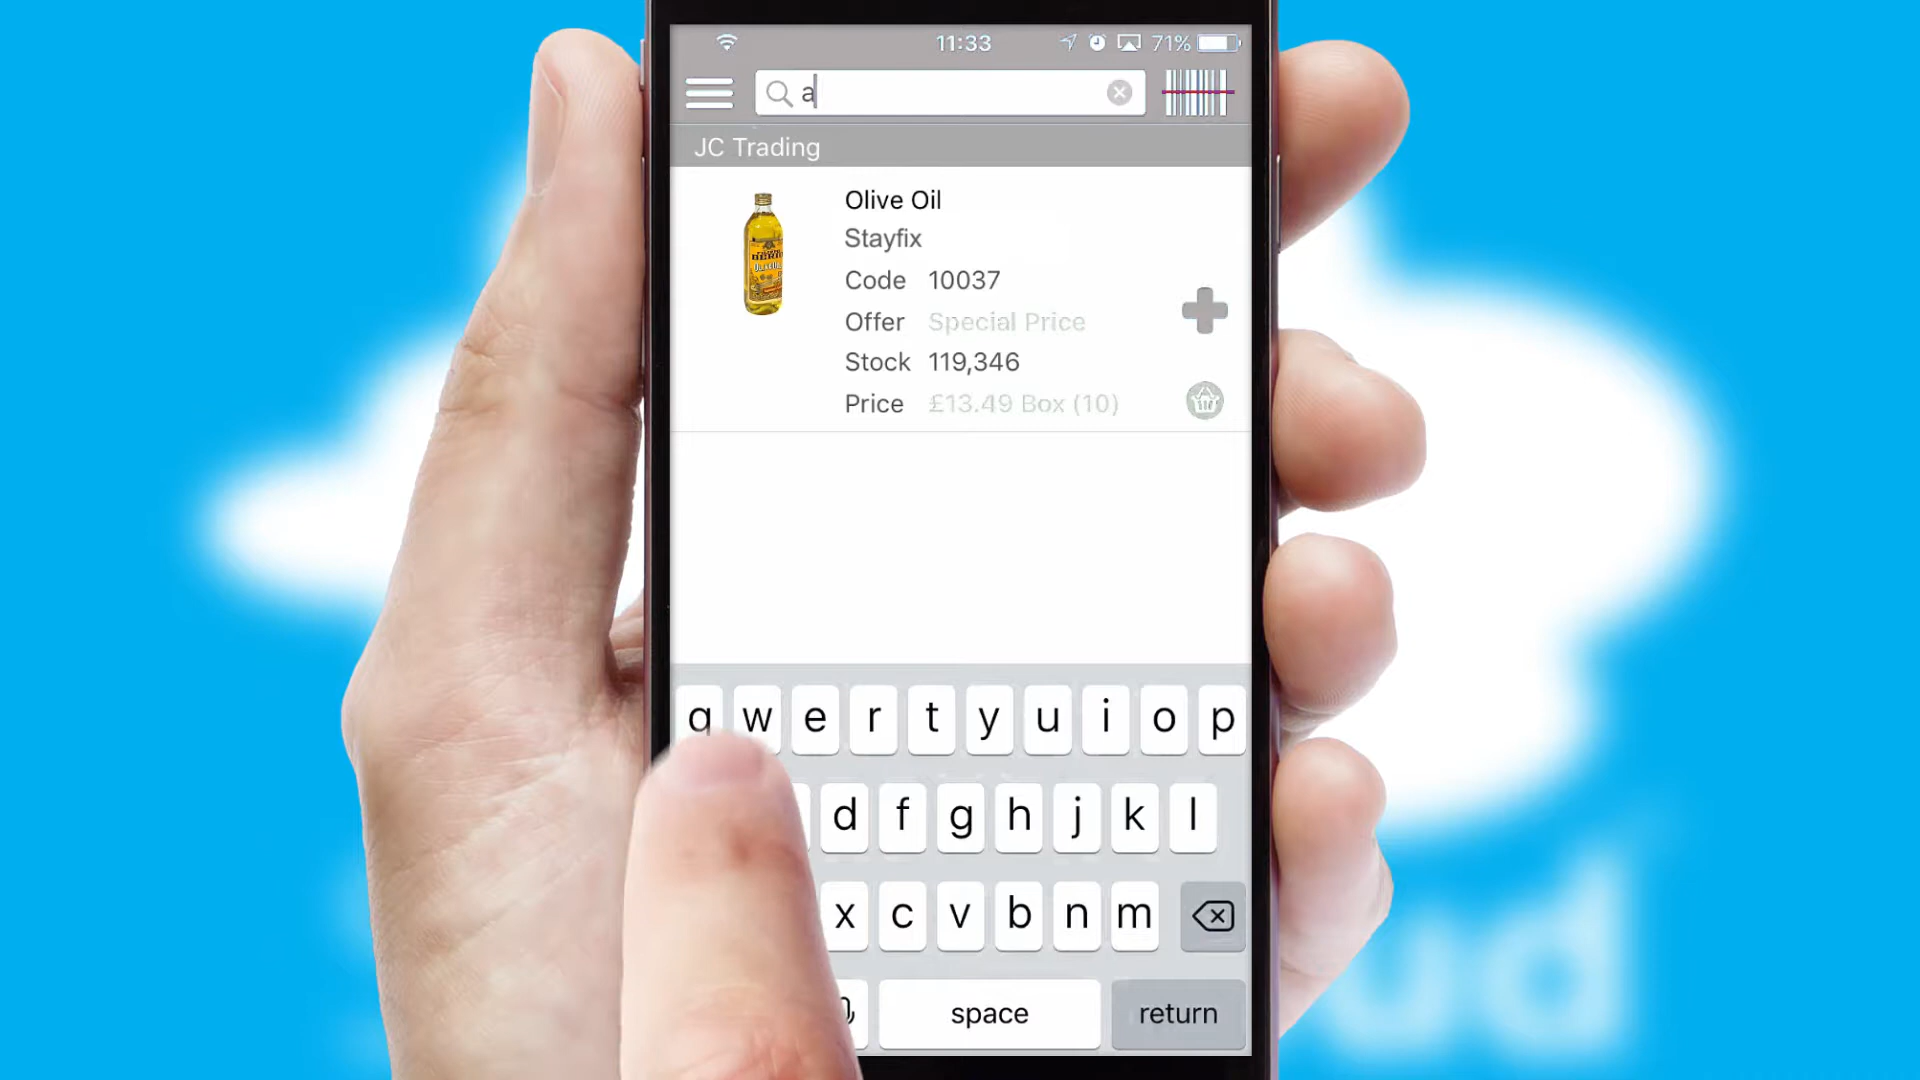 11:33 71%
a
JC Trading
Olive Oil
Stayfix
Code 10037
Offer Special Price
Stock 119,346
Price £13.49 Box (10)
q w e r t y u i o p
d f g h j k l
x c v b n m
space return
ud